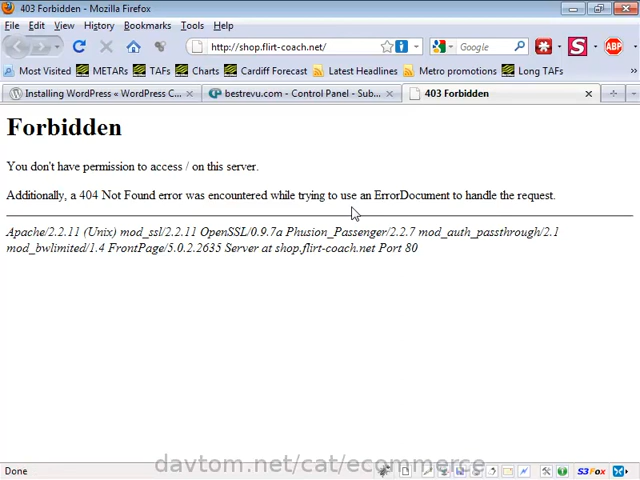 403 Forbidden - Mozilla Firefox
File Edit View History Bookmarks Tools Help
http://shop.flirt-coach.net/ Google ABP
Most Visited METARs TAFs Charts Cardiff Forecast Latest Headlines Metro promotions Long TAFs
Installing WordPress « WordPress C... bestrevu.com - Control Panel - Sub... 403 Forbidden
Forbidden
You don't have permission to access / on this server.
Additionally, a 404 Not Found error was encountered while trying to use an ErrorDocument to handle the request.
Apache/2.2.11 (Unix) mod_ssl/2.2.11 OpenSSL/0.9.7a Phusion_Passenger/2.2.7 mod_auth_passthrough/2.1
mod_bwlimited/1.4 FrontPage/5.0.2.2635 Server at shop.flirt-coach.net Port 80
Done S3Fox
davtom.net/cat/ecommerce